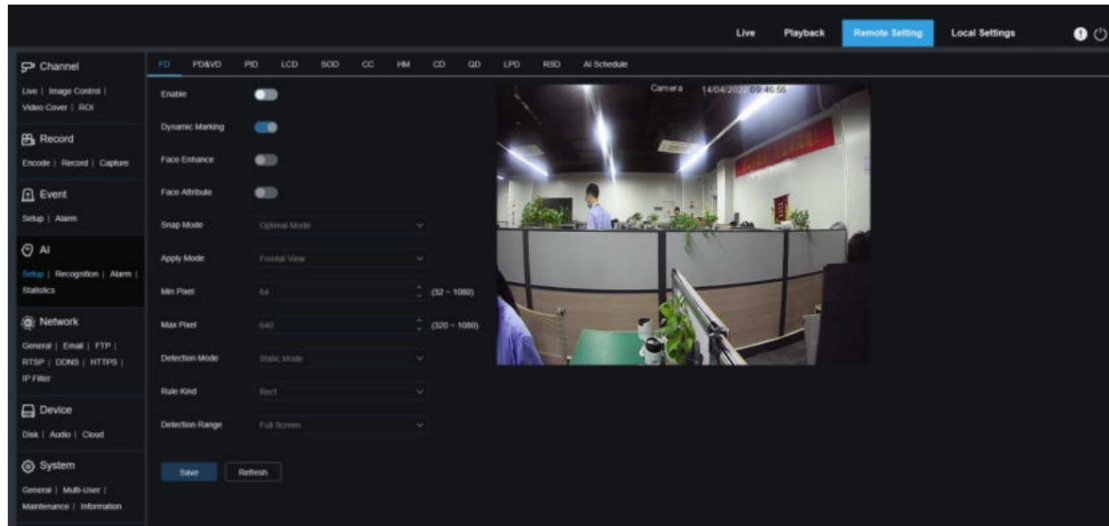 Live Playback Remote Setting Local Settings
Channel
Live | Image Control |
Video Cover | ROI
Record
Encode | Record | Capture
Event
Setup | Alarm
AI
Setup | Recognition | Alarm |
Statistics
Network
General | Email | FTP |
RTSP | DDNS | HTTPS |
IP Filter
Device
Disk | Audio | Cloud
System
General | Multi-User |
Maintenance | Information
FD PD&VD PID LCD SOD CC HM CD QD LPD RSD AI Schedule
Enable
Dynamic Marking
Face Enhance
Face Attribute
Snap Mode Optimal Mode
Apply Mode Frontal View
Min Pixel 64 (32 ~ 1080)
Max Pixel 640 (320 ~ 1080)
Detection Mode Static Mode
Rule Kind Rect
Detection Range Full Screen
Save Refresh
Camera 09:46:56